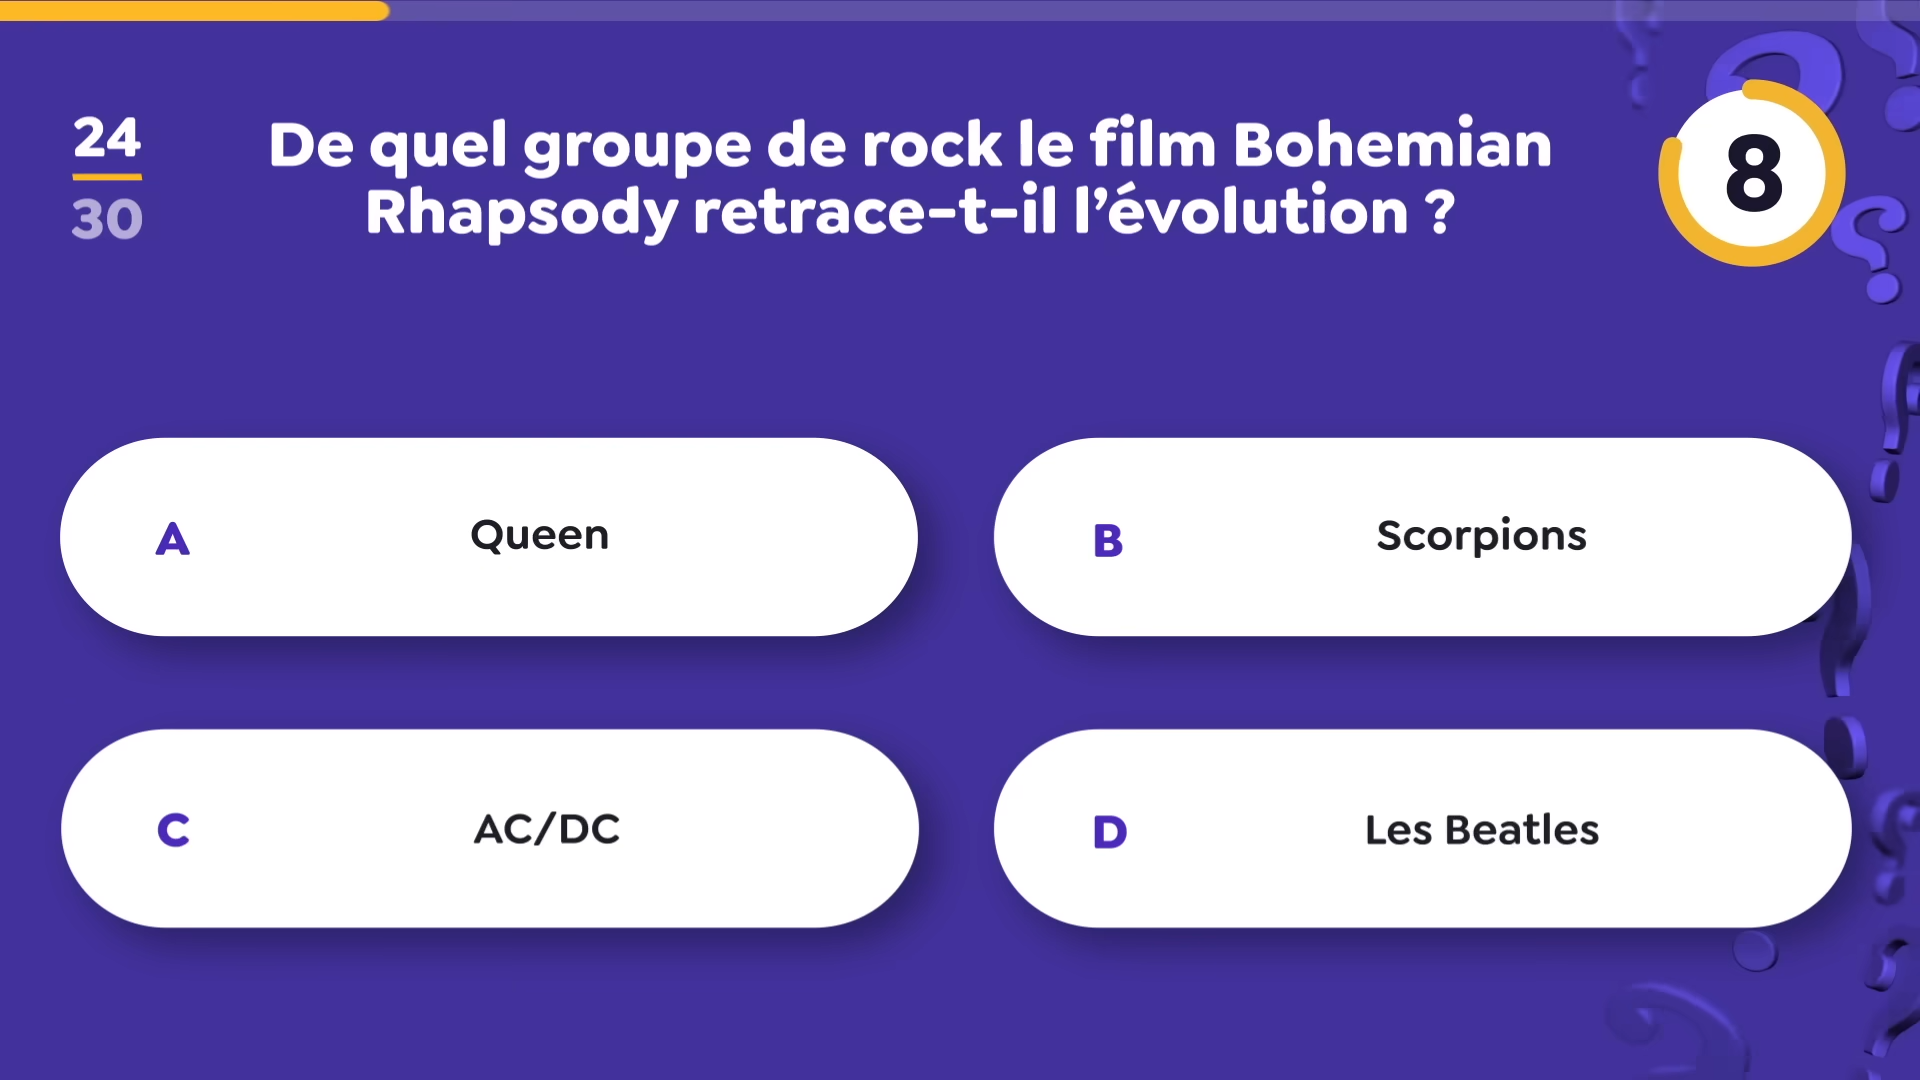 24
30
De quel groupe de rock le film Bohemian
Rhapsody retrace-t-il l’évolution ?
8
A Queen
B Scorpions
C AC/DC
D Les Beatles